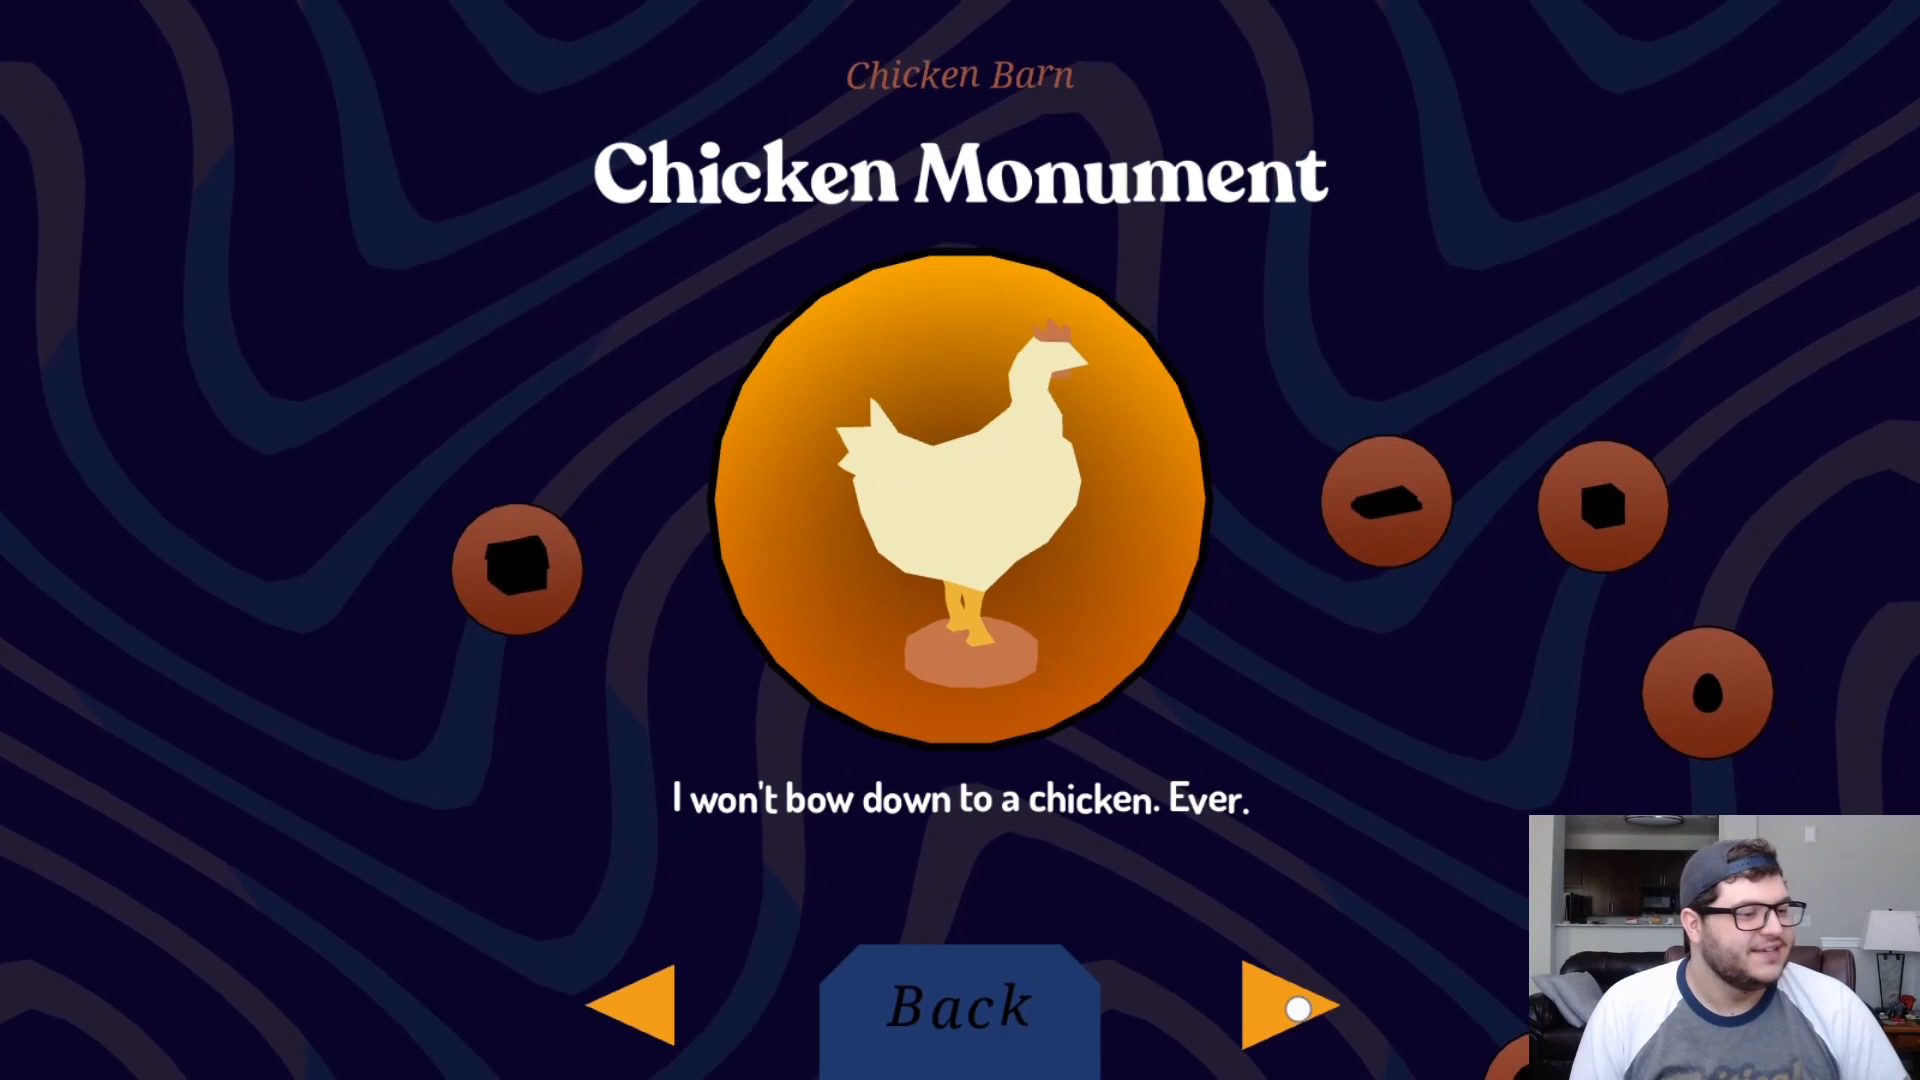 Chicken Barn
Chicken Monument
I won't bow down to a chicken. Ever.
Back